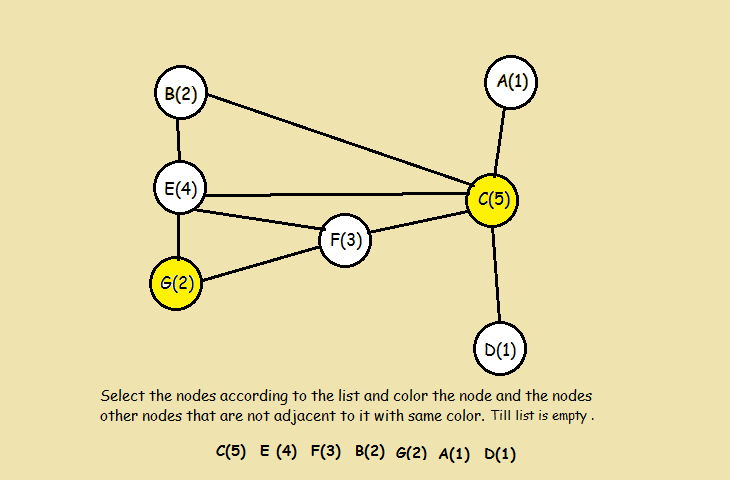 A(1)
B(2)
E(4)
C(5)
F(3)
G(2)
D(1)
Select the nodes according to the list and color the node and the nodes
other nodes that are not adjacent to it with same color. Till list is empty .
C(5) E (4) F(3) B(2) G(2) A(1) D(1)